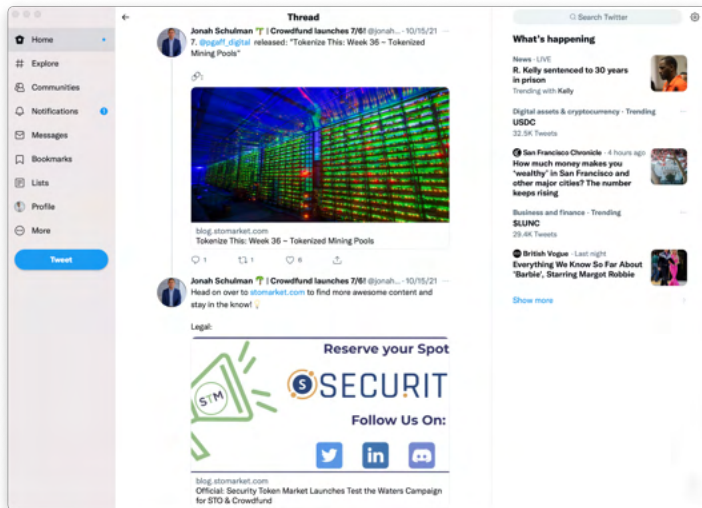 Home
Explore
Communities
Notifications
Messages
Bookmarks
Lists
Profile
More
Tweet
Thread
Jonah Schulman 🌴 | Crowdfund launches 7/6! @jonah... · 10/15/21
7. @pgaff_digital released: "Tokenize This: Week 36 – Tokenized
Mining Pools"
blog.stomarket.com
Tokenize This: Week 36 – Tokenized Mining Pools
1
1
6
Jonah Schulman 🌴 | Crowdfund launches 7/6! @jonah... · 10/15/21
Head on over to stomarket.com to find more awesome content and
stay in the know!💡
Legal:
Reserve your Spot
STM
S SECURIT
Follow Us On:
in
blog.stomarket.com
Official: Security Token Market Launches Test the Waters Campaign
for STO & Crowdfund
Search Twitter
What's happening
News · LIVE
R. Kelly sentenced to 30 years
in prison
Trending with Kelly
Digital assets & cryptocurrency · Trending
USDC
32.5K Tweets
San Francisco Chronicle · 4 hours ago
How much money makes you
'wealthy' in San Francisco and
other major cities? The number
keeps rising
Business and finance · Trending
$LUNC
29.4K Tweets
British Vogue · Last night
Everything We Know So Far About
'Barbie', Starring Margot Robbie
Show more